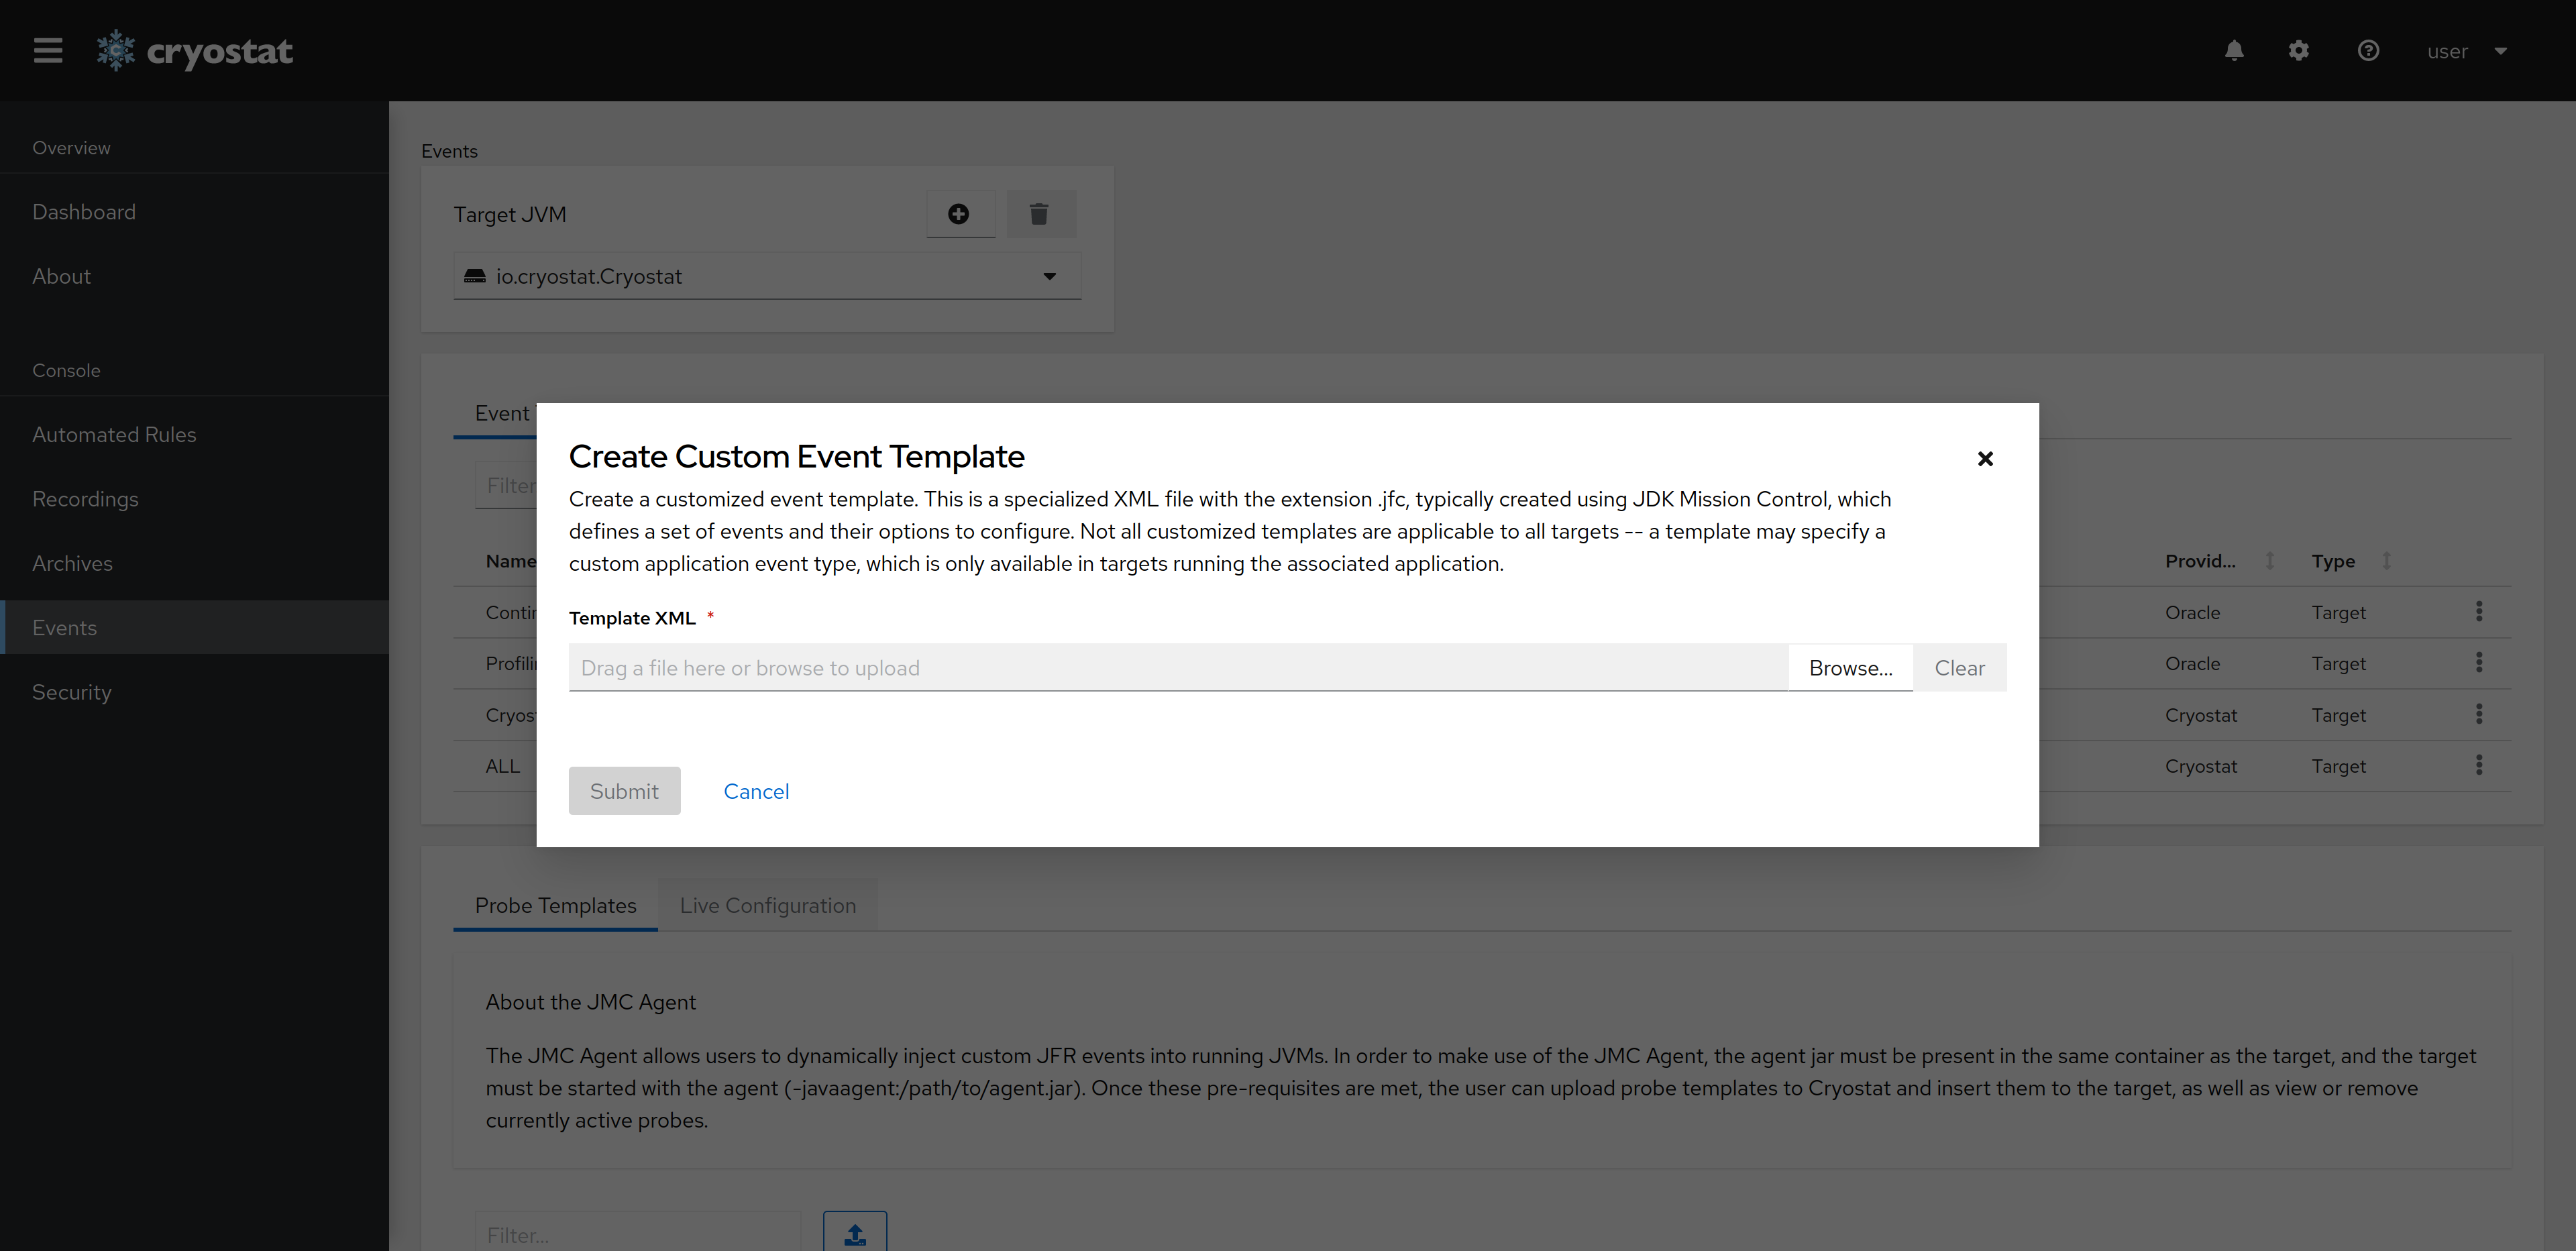 cryostat
user
Overview
Dashboard
About
Console
Automated Rules
Recordings
Archives
Events
Security
Events
Target JVM
io.cryostat.Cryostat
Event
Filter
Name
Provid...
Type
Oracle
Target
Oracle
Target
Cryostat
Target
ALL
Cryostat
Target
Create Custom Event Template
Create a customized event template. This is a specialized XML file with the extension .jfc, typically created using JDK Mission Control, which
defines a set of events and their options to configure. Not all customized templates are applicable to all targets -- a template may specify a
custom application event type, which is only available in targets running the associated application.
Template XML *
Drag a file here or browse to upload
Browse...
Clear
Submit
Cancel
Probe Templates
Live Configuration
About the JMC Agent
The JMC Agent allows users to dynamically inject custom JFR events into running JVMs. In order to make use of the JMC Agent, the agent jar must be present in the same container as the target, and the target
must be started with the agent (-javaagent:/path/to/agent.jar). Once these pre-requisites are met, the user can upload probe templates to Cryostat and insert them to the target, as well as view or remove
currently active probes.
Filter...